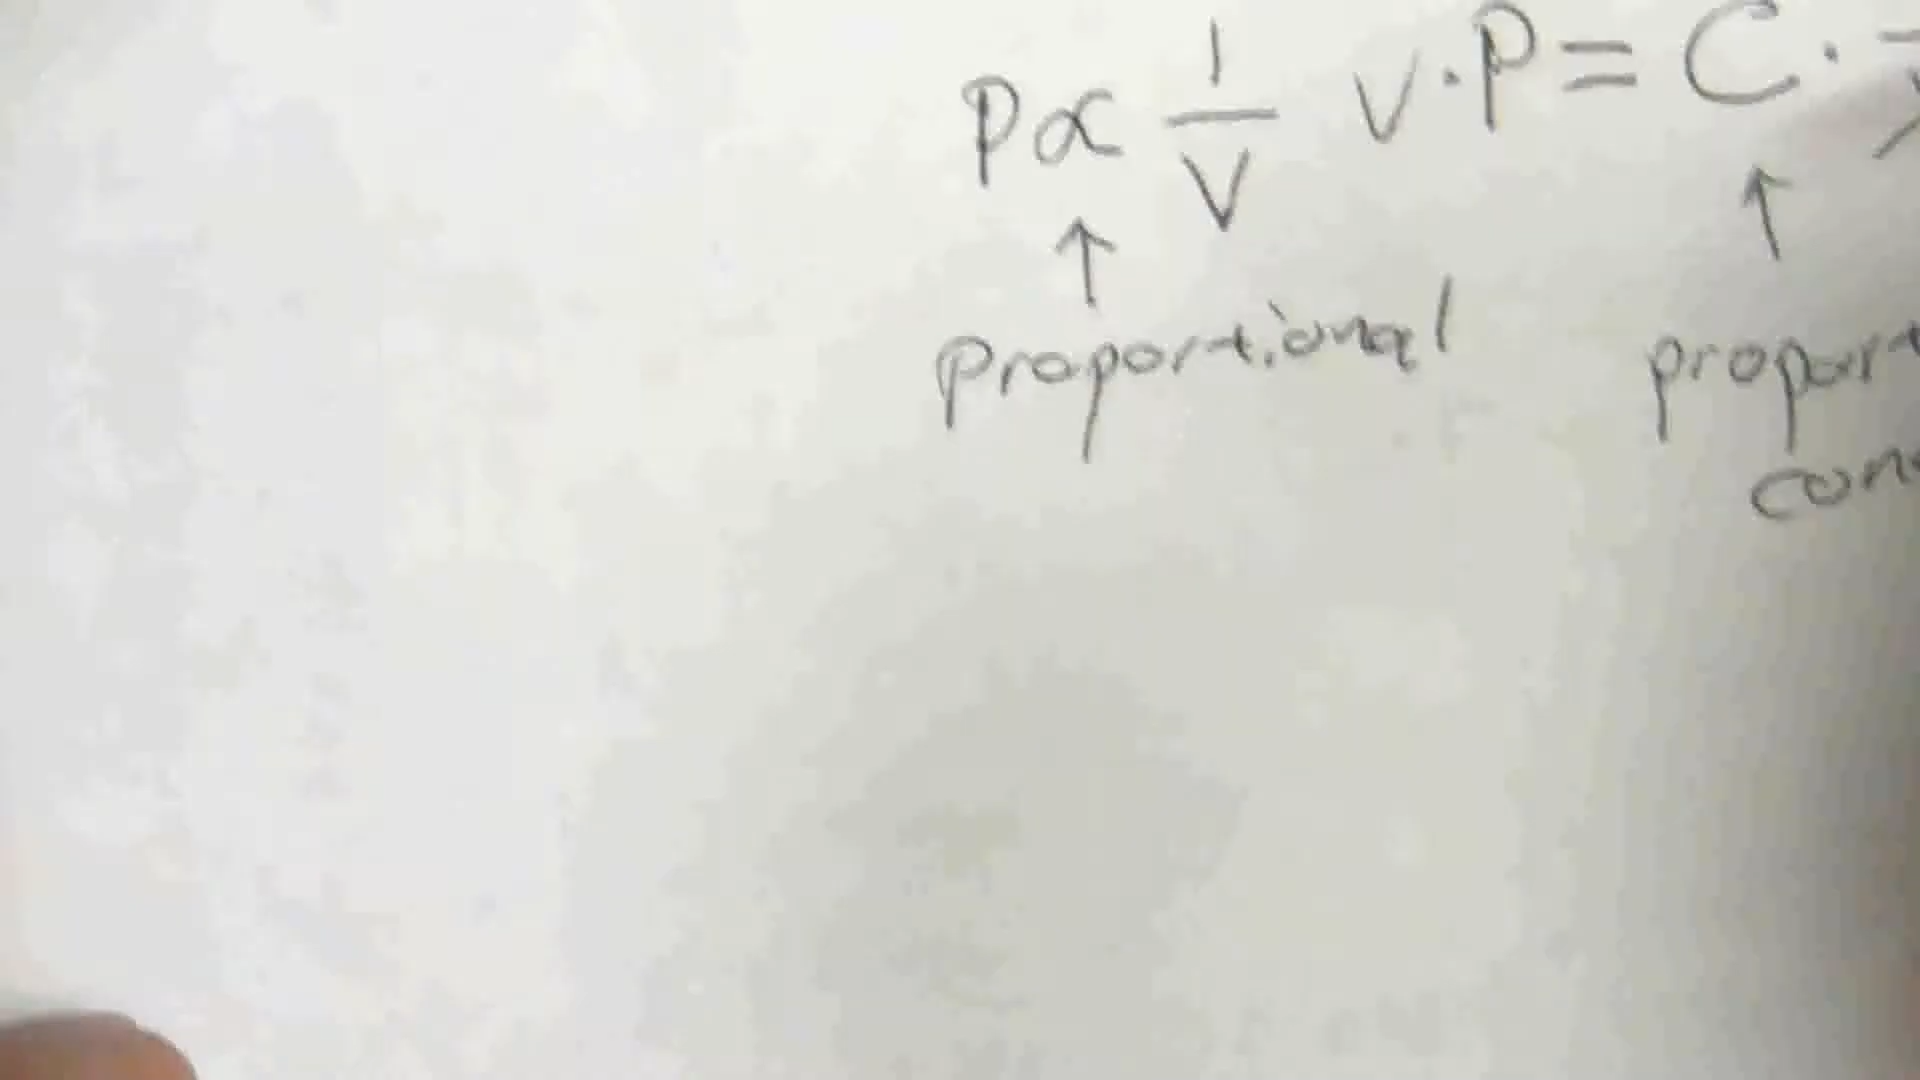 P ∝ 1/V V·P = C·
↑ ↑
proportional